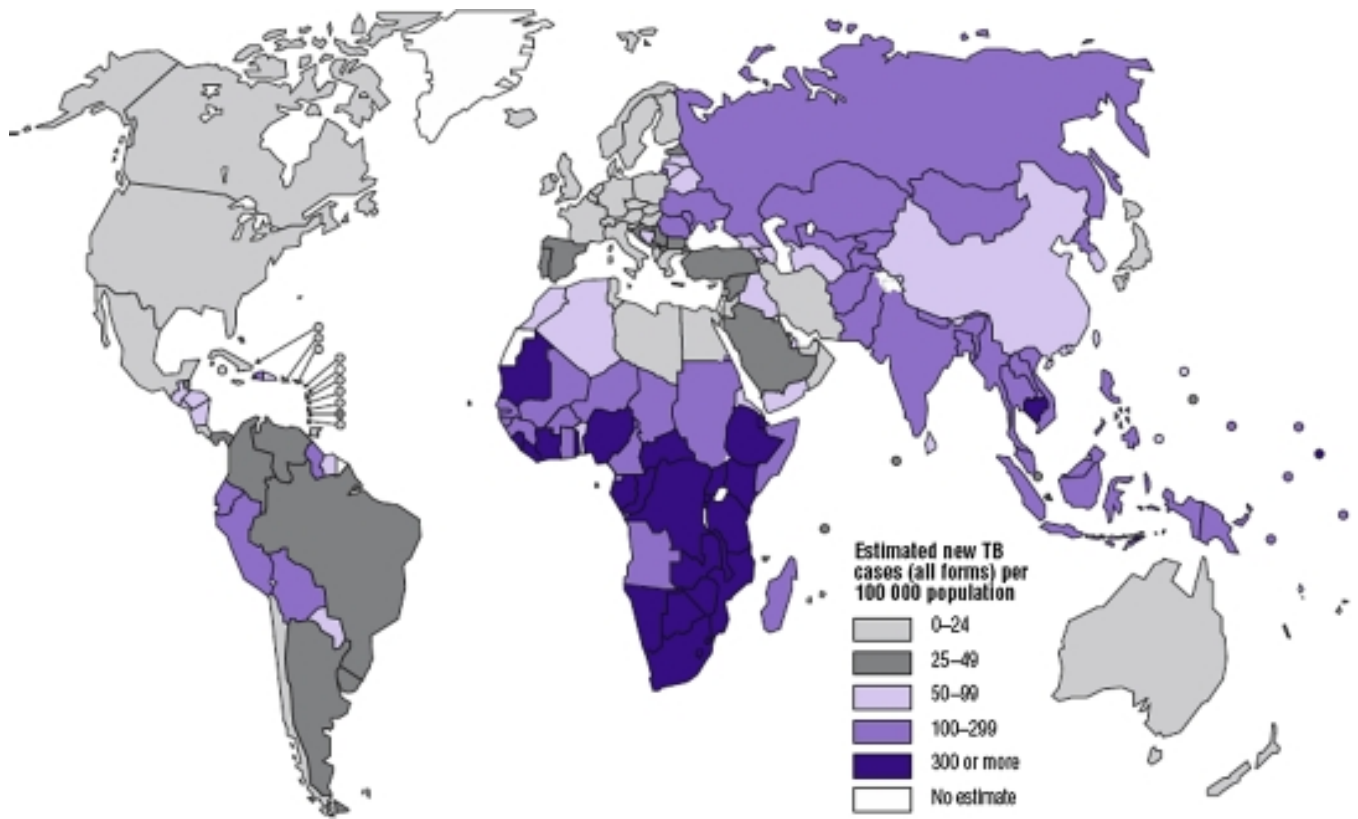 Estimated new TB
cases (all forms) per
100 000 population
0–24
25–49
50–99
100–299
300 or more
No estimate